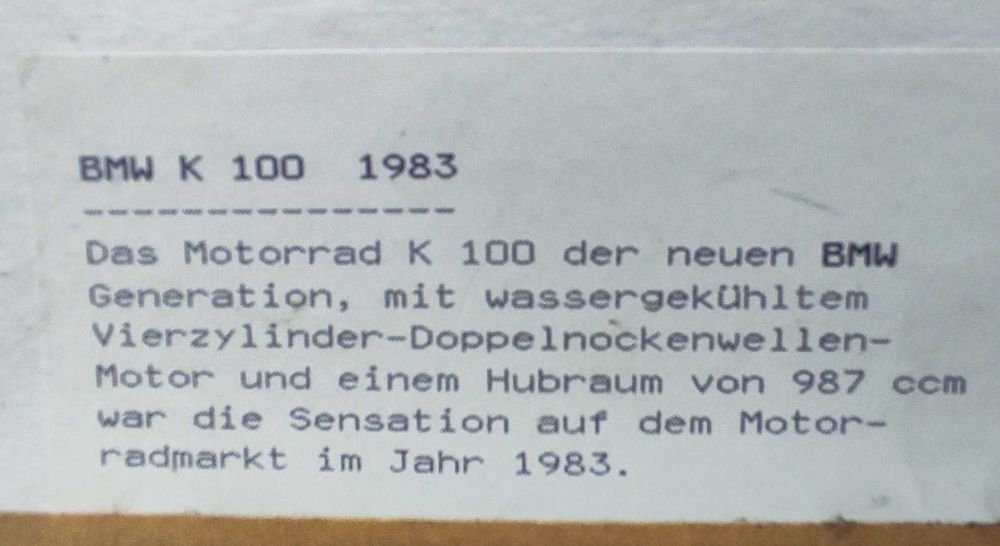 BMW K 100  1983
---------------
Das Motorrad K 100 der neuen BMW
Generation, mit wassergekühltem
Vierzylinder-Doppelnockenwellen-
Motor und einem Hubraum von 987 ccm
war die Sensation auf dem Motor-
radmarkt im Jahr 1983.